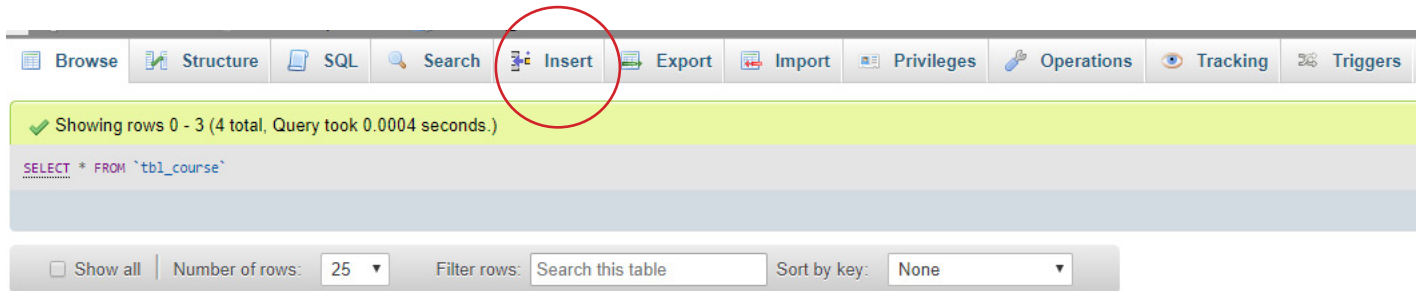 Browse Structure SQL Search Insert Export Import Privileges Operations Tracking Triggers
Showing rows 0 - 3 (4 total, Query took 0.0004 seconds.)
SELECT * FROM `tbl_course`
Show all Number of rows: 25 Filter rows: Search this table Sort by key: None